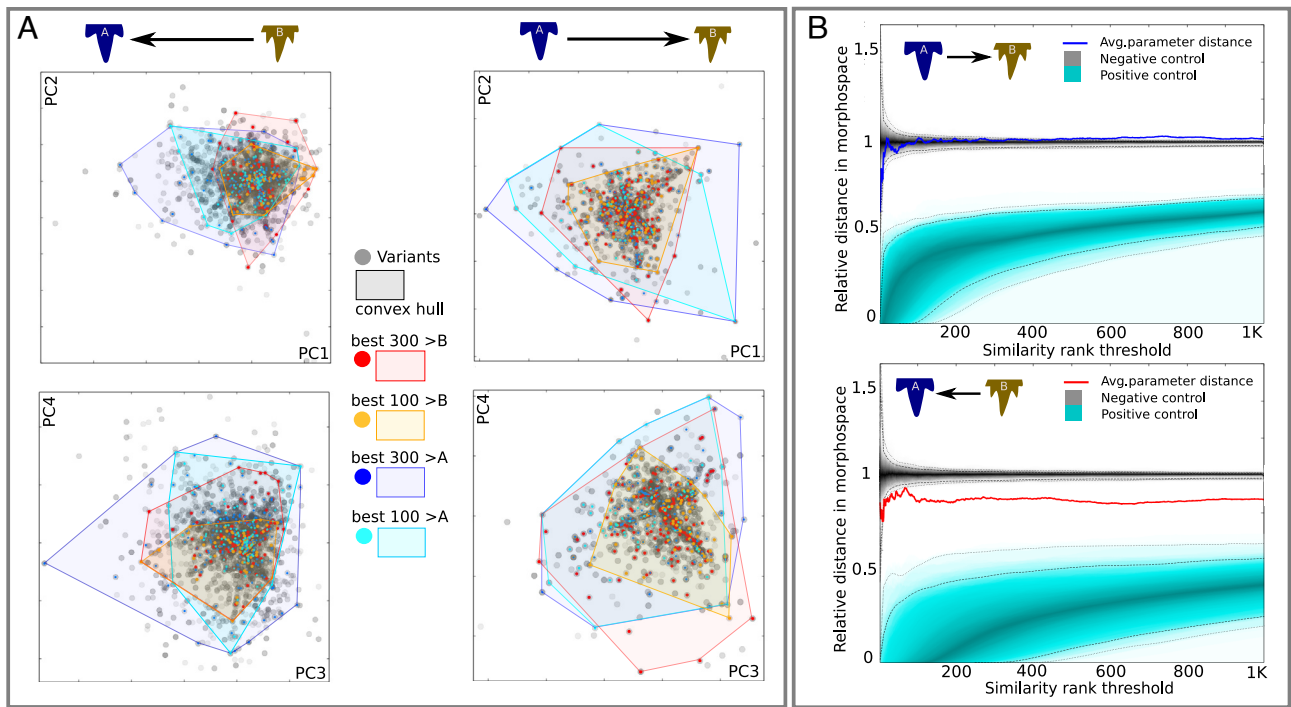 A
A
B
A
B
PC2
PC1
PC2
PC1
Variants
convex hull
best 300 >B
best 100 >B
best 300 >A
best 100 >A
PC4
PC3
PC4
PC3
B
Relative distance in morphospace
1.5
1
0.5
0
A
B
Avg.parameter distance
Negative control
Positive control
200
400
600
800
1K
Similarity rank threshold
Relative distance in morphospace
1.5
1
0.5
0
A
B
Avg.parameter distance
Negative control
Positive control
200
400
600
800
1K
Similarity rank threshold